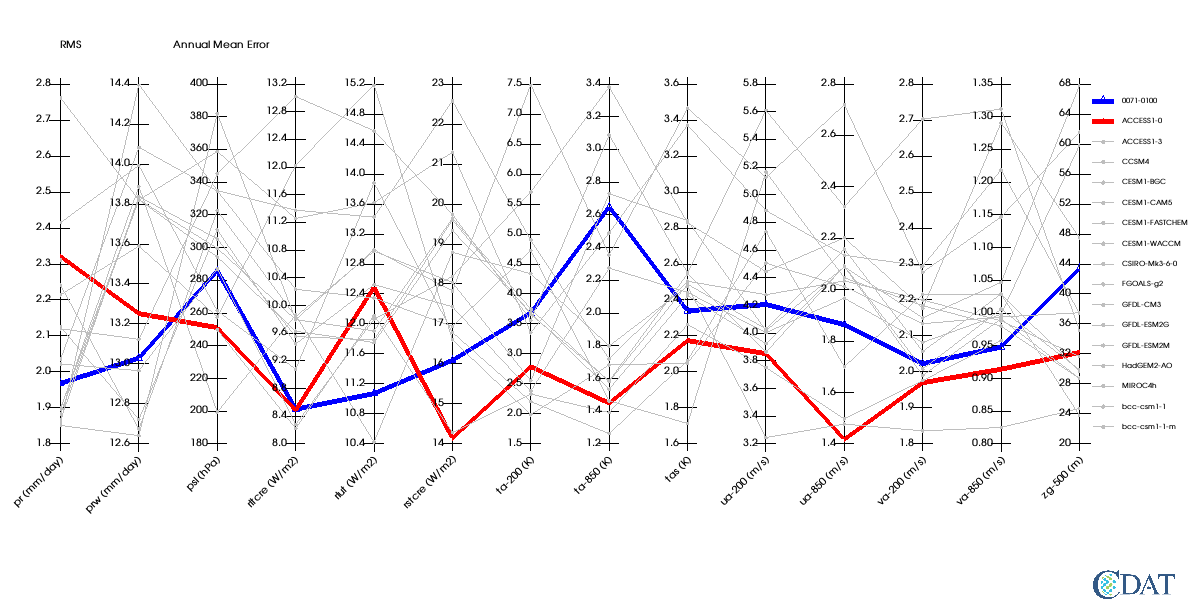 RMS Annual Mean Error
2.8 14.4 400 13.2 15.2 23 7.5 3.4 3.6 5.8 2.8 2.8 1.35 68
2.7 14.2 380 12.8 14.8 22 7.0 3.2 3.4 5.6 2.6 2.7 1.30 64
2.6 14.0 360 12.4 14.4 21 6.5 3.0 3.2 5.4 2.4 2.6 1.25 60
2.5 13.8 340 12.0 14.0 20 6.0 2.8 3.0 5.2 2.2 2.5 1.20 56
2.4 13.6 320 11.6 13.6 19 5.5 2.6 2.8 5.0 2.0 2.4 1.15 52
2.3 13.4 300 11.2 13.2 18 5.0 2.4 2.6 4.8 1.8 2.3 1.10 48
2.2 13.2 280 10.8 12.8 17 4.5 2.2 2.4 4.6 1.6 2.2 1.05 44
2.1 13.0 260 10.4 12.4 16 4.0 2.0 2.2 4.4 1.4 2.1 1.00 40
2.0 12.8 240 10.0 12.0 15 3.5 1.8 2.0 4.2 2.0 0.95 36
1.9 12.6 220 9.6 11.6 14 3.0 1.6 1.8 4.0 1.9 0.90 32
1.8 200 9.2 11.2 2.5 1.4 1.6 3.8 1.8 0.85 28
180 8.8 10.8 2.0 1.2 3.6 0.80 24
8.4 10.4 1.5 3.4 20
8.0 3.2
pr (mm/day)
prw (mm/day)
psl (hPa)
rltcre (W/m2)
rlut (W/m2)
rstcre (W/m2)
ta-200 (K)
ta-850 (K)
tas (K)
ua-200 (m/s)
ua-850 (m/s)
va-200 (m/s)
va-850 (m/s)
zg-500 (m)
0071-0100
ACCESS1-0
ACCESS1-3
CCSM4
CESM1-BGC
CESM1-CAM5
CESM1-FASTCHEM
CESM1-WACCM
CSIRO-Mk3-6-0
FGOALS-g2
GFDL-CM3
GFDL-ESM2G
GFDL-ESM2M
HadGEM2-AO
MIROC4h
bcc-csm1-1
bcc-csm1-1-m
CDAT